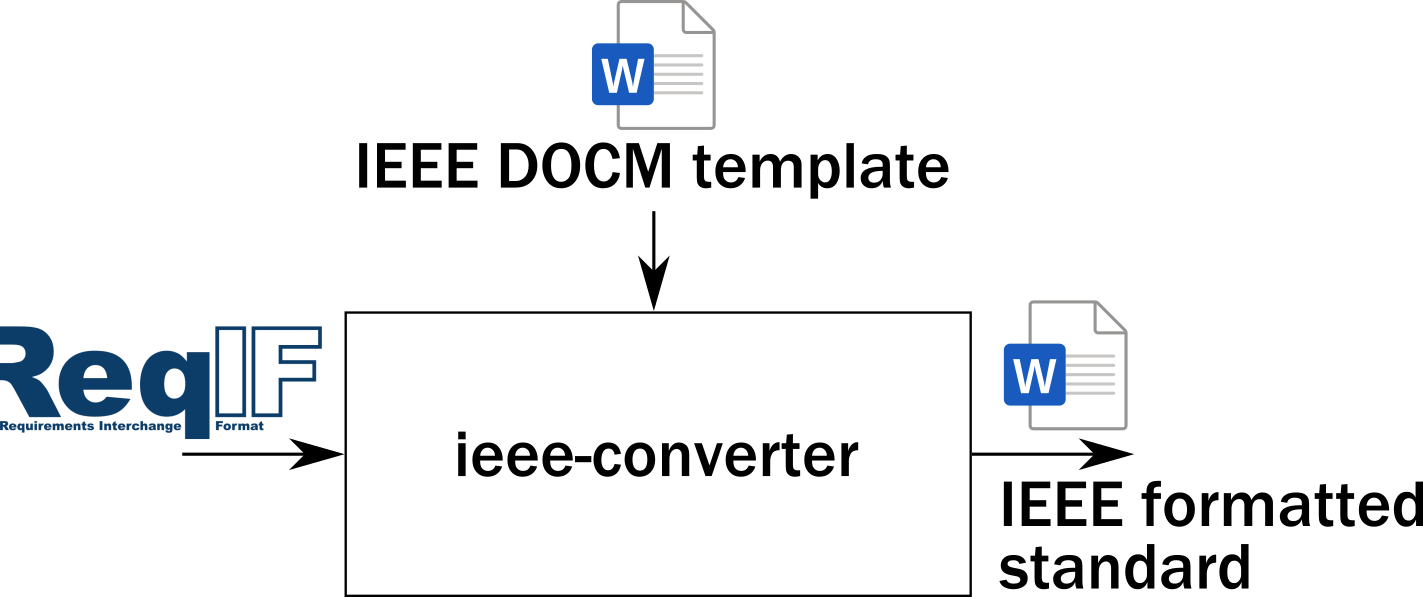 W
IEEE DOCM template
ReqIF
Requirements Interchange Format
W
ieee-converter
IEEE formatted
standard